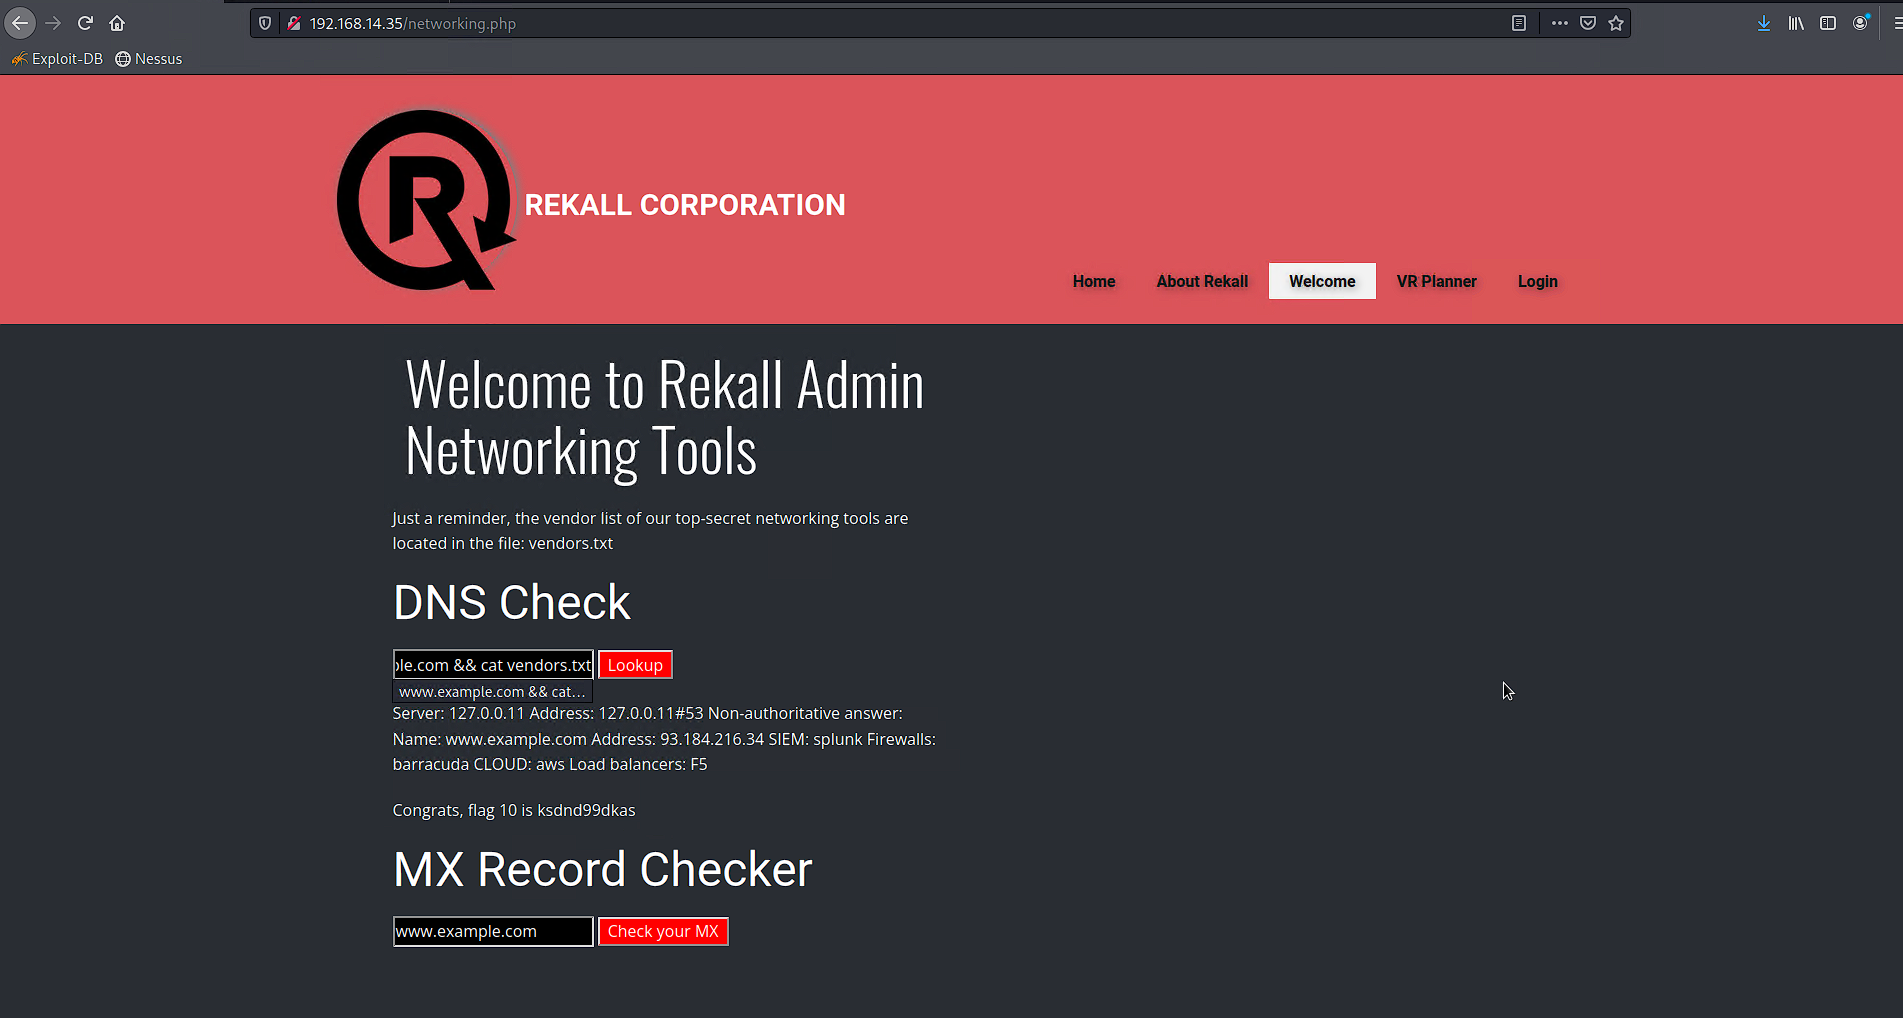 192.168.14.35/networking.php
Exploit-DB Nessus
R
REKALL CORPORATION
Home About Rekall Welcome VR Planner Login
Welcome to Rekall Admin
Networking Tools
Just a reminder, the vendor list of our top-secret networking tools are
located in the file: vendors.txt
DNS Check
le.com && cat vendors.txt Lookup
www.example.com && cat...
Server: 127.0.0.11 Address: 127.0.0.11#53 Non-authoritative answer:
Name: www.example.com Address: 93.184.216.34 SIEM: splunk Firewalls:
barracuda CLOUD: aws Load balancers: F5
Congrats, flag 10 is ksdnd99dkas
MX Record Checker
www.example.com Check your MX